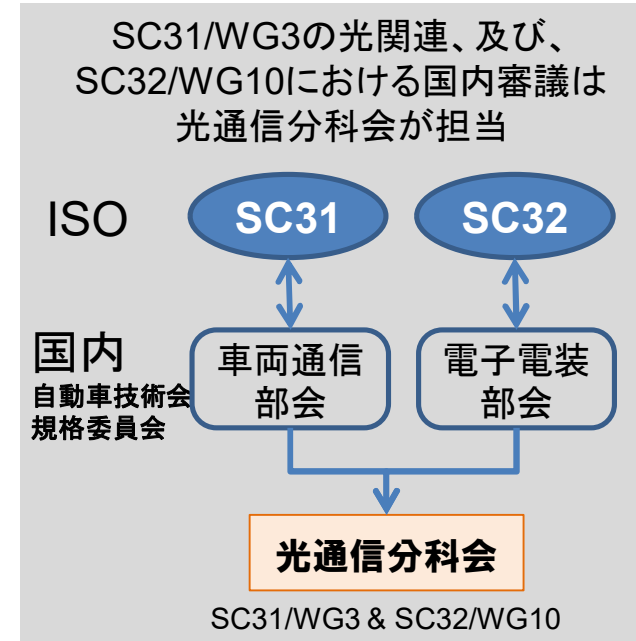 SC31/WG3の光関連、及び、
SC32/WG10における国内審議は
光通信分科会が担当
ISO
SC31
SC32
国内
自動車技術会
規格委員会
車両通信
部会
電子電装
部会
光通信分科会
SC31/WG3 & SC32/WG10